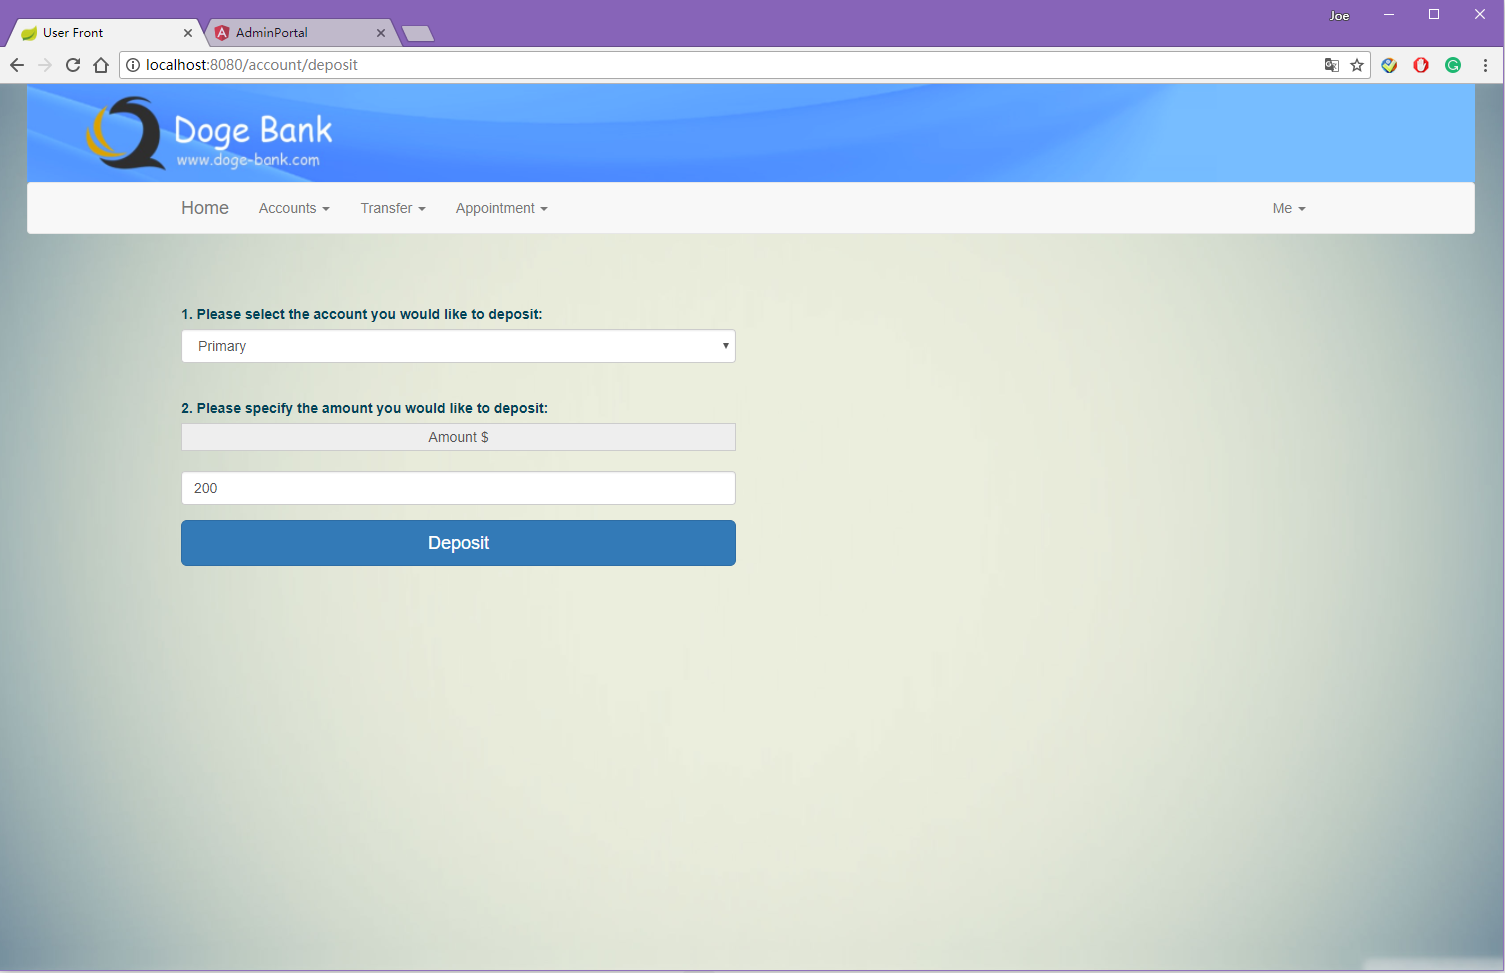 Joe
User Front
AdminPortal
localhost:8080/account/deposit
Doge Bank
www.doge-bank.com
Home Accounts Transfer Appointment Me
1. Please select the account you would like to deposit:
Primary
2. Please specify the amount you would like to deposit:
Amount $
200
Deposit